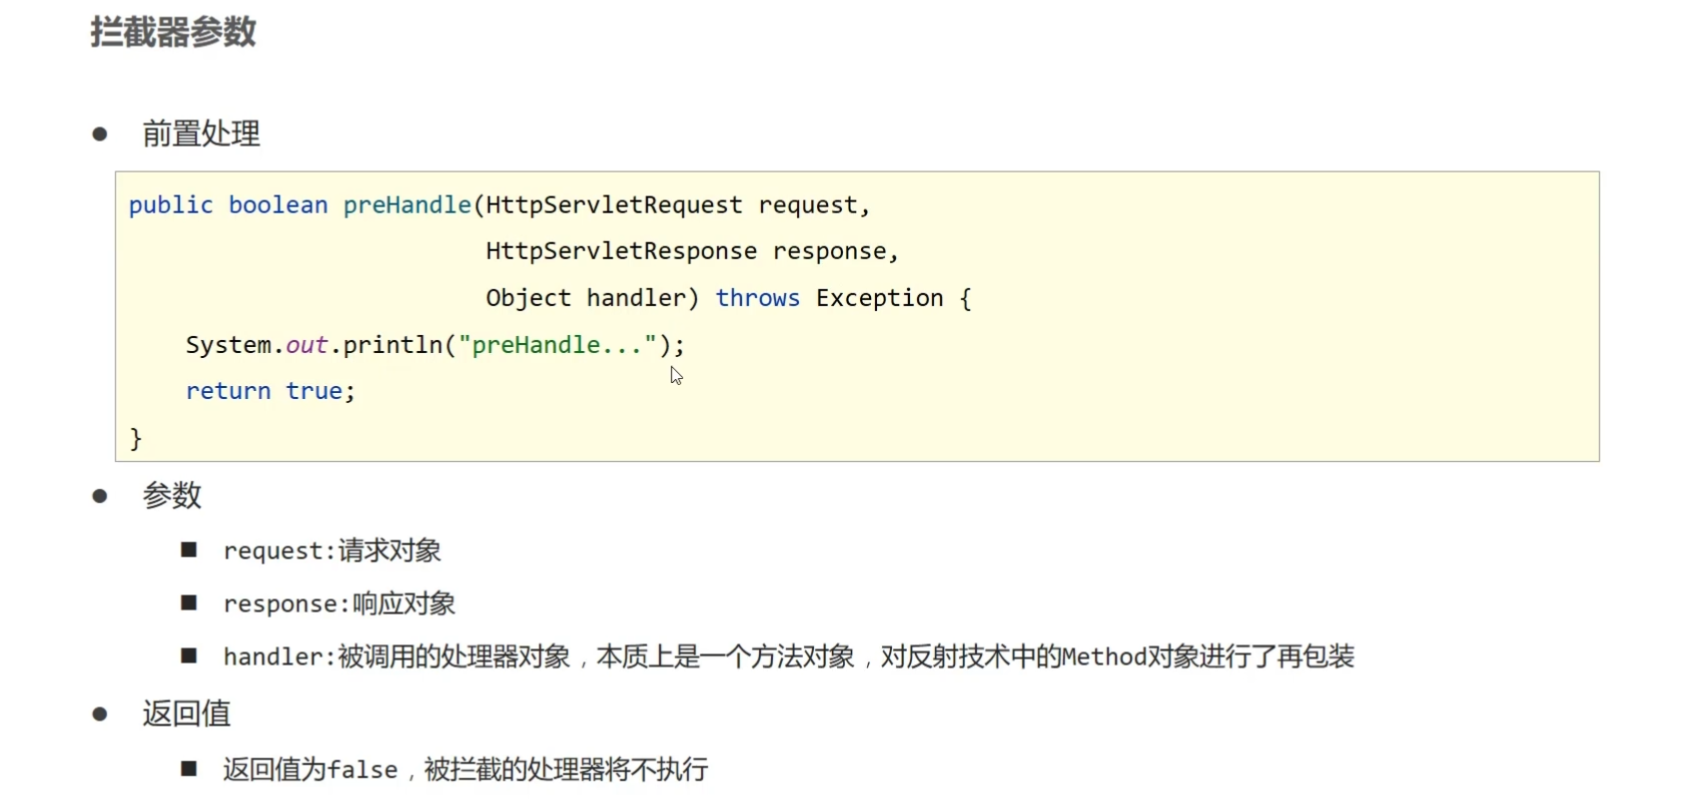 拦截器参数
● 前置处理
public boolean preHandle(HttpServletRequest request,
HttpServletResponse response,
Object handler) throws Exception {
System.out.println("preHandle...");
return true;
}
● 参数
■ request:请求对象
■ response:响应对象
■ handler:被调用的处理器对象，本质上是一个方法对象，对反射技术中的Method对象进行了再包装
● 返回值
■ 返回值为false，被拦截的处理器将不执行